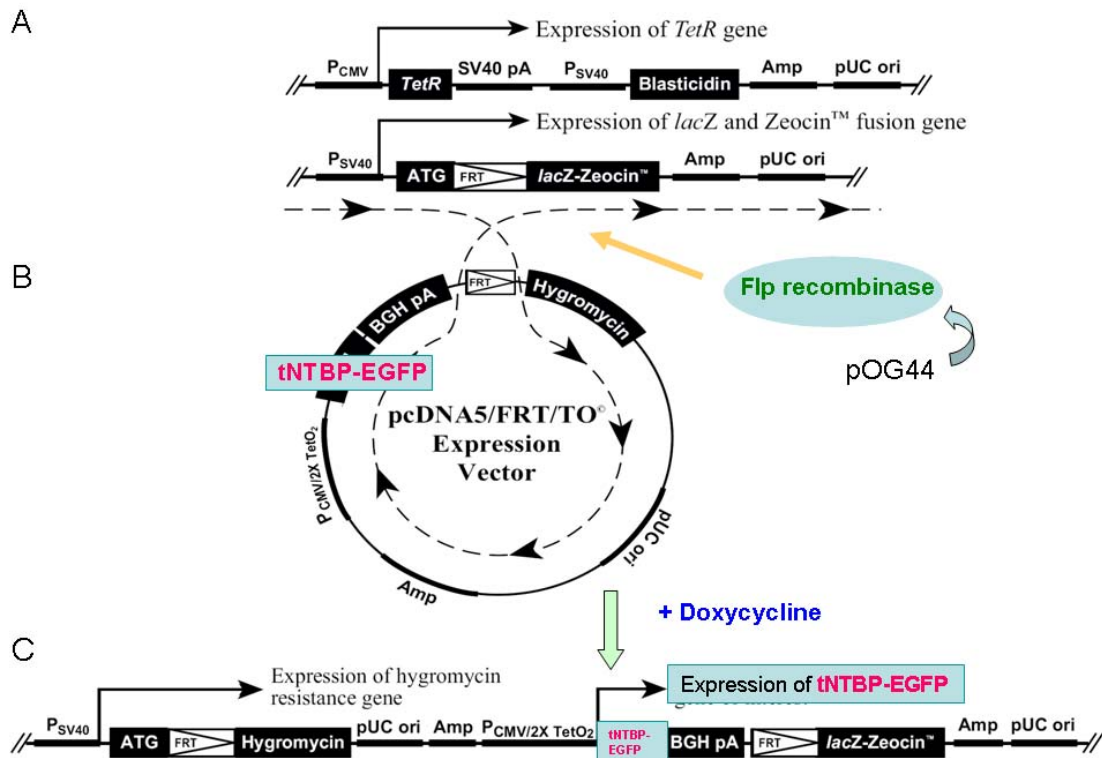 A
Expression of TetR gene
PCMV
TetR
SV40 pA
PSV40
Blasticidin
Amp
pUC ori
Expression of lacZ and Zeocin™ fusion gene
PSV40
ATG
FRT
lacZ-Zeocin™
Amp
pUC ori
B
FRT
BGH pA
Hygromycin
Flp recombinase
pOG44
tNTBP-EGFP
pcDNA5/FRT/TO©
Expression
Vector
PCMV/2X TetO2
pUC ori
Amp
+ Doxycycline
C
Expression of hygromycin
resistance gene
Expression of tNTBP-EGFP
PSV40
ATG
FRT
Hygromycin
pUC ori
Amp
PCMV/2X TetO2
tNTBP-
EGFP
BGH pA
FRT
lacZ-Zeocin™
Amp
pUC ori